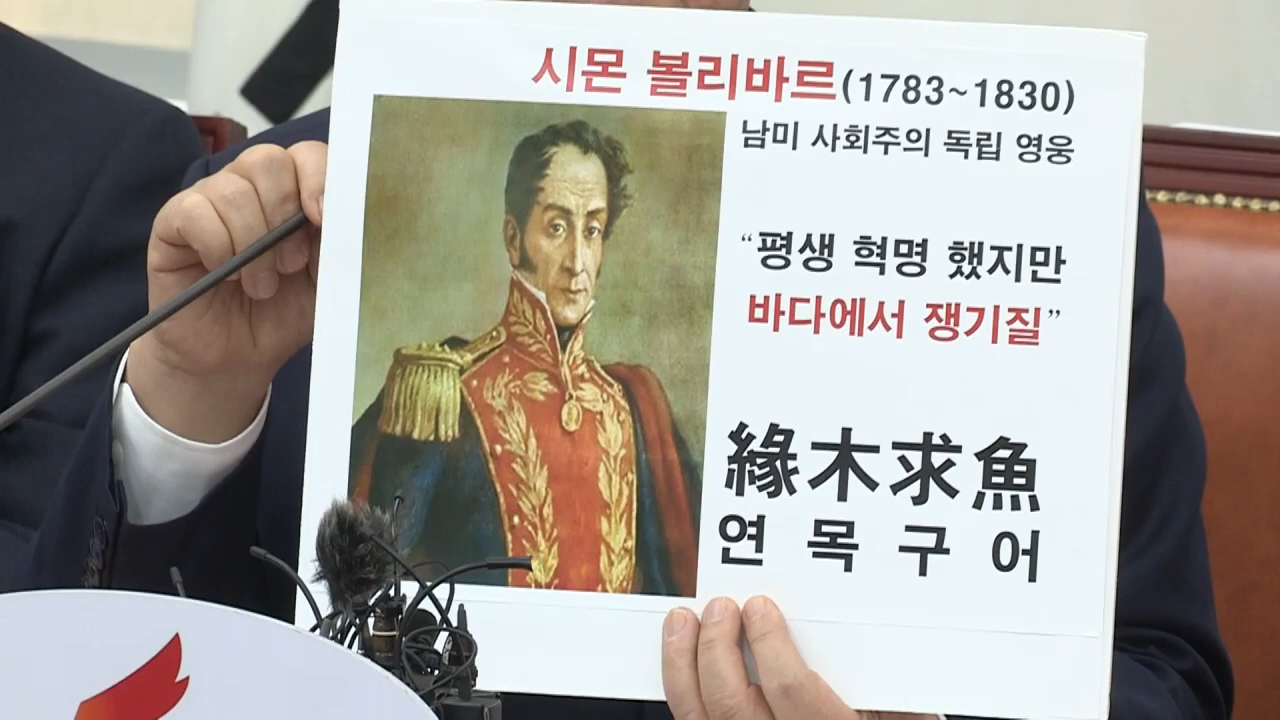 시몬 볼리바르(1783~1830)
남미 사회주의 독립 영웅
“평생 혁명 했지만
바다에서 쟁기질”
緣木求魚
연 목 구 어